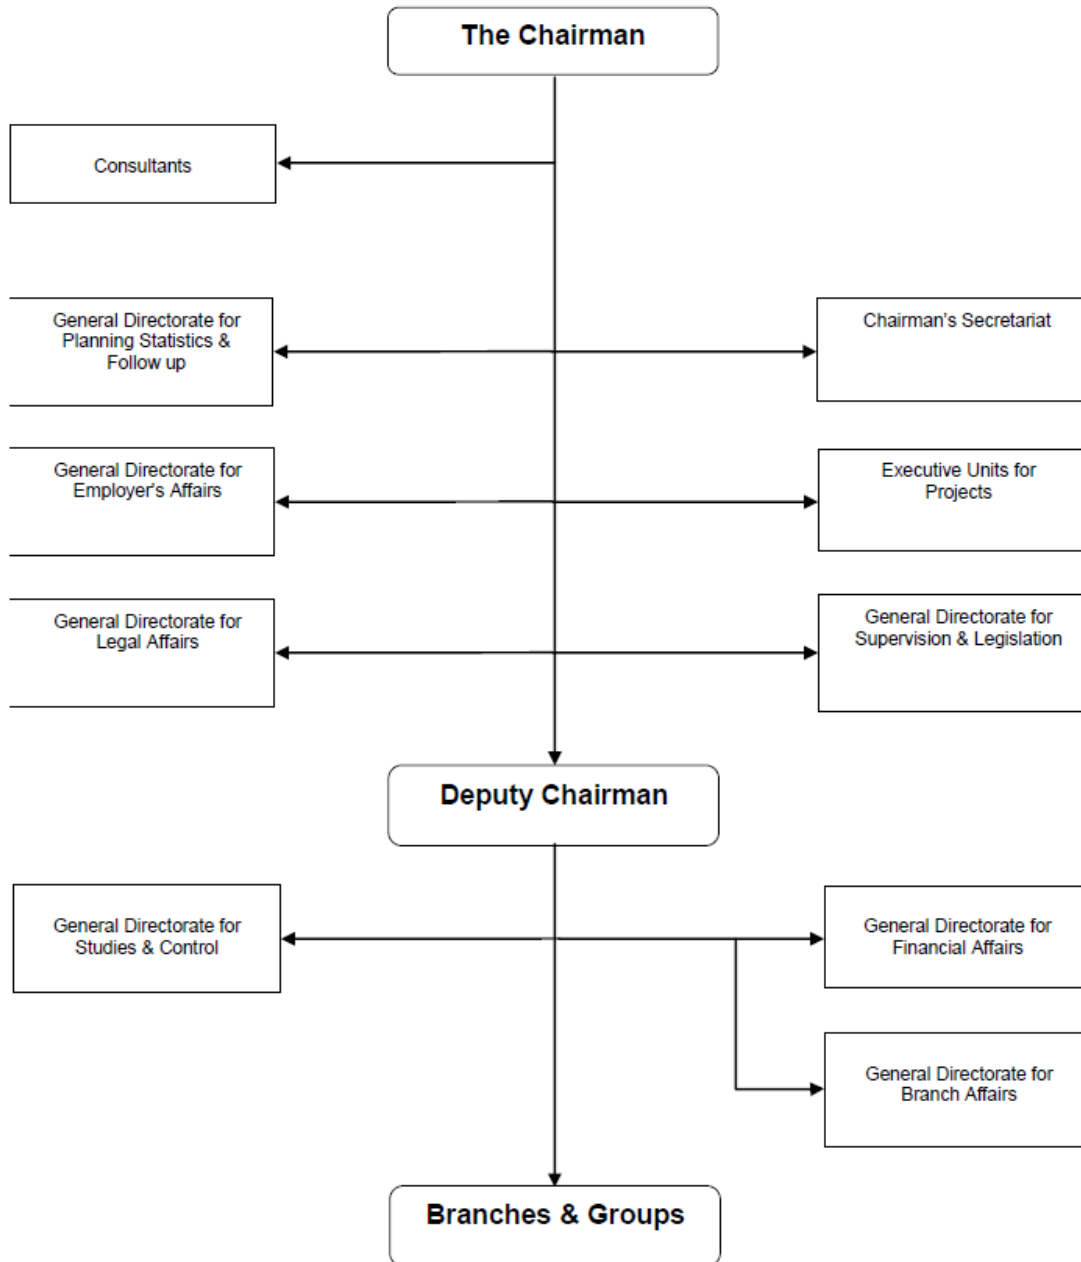 The Chairman
Consultants
General Directorate for
Planning Statistics &
Follow up
Chairman's Secretariat
General Directorate for
Employer's Affairs
Executive Units for
Projects
General Directorate for
Legal Affairs
General Directorate for
Supervision & Legislation
Deputy Chairman
General Directorate for
Studies & Control
General Directorate for
Financial Affairs
General Directorate for
Branch Affairs
Branches & Groups